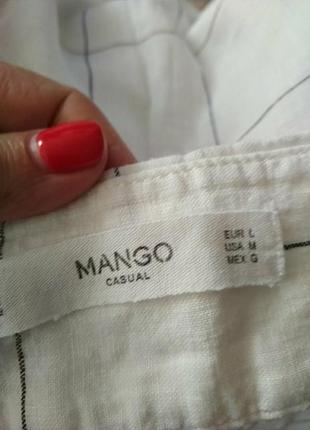 MANGO
CASUAL
EUR L
USA M
MEX G